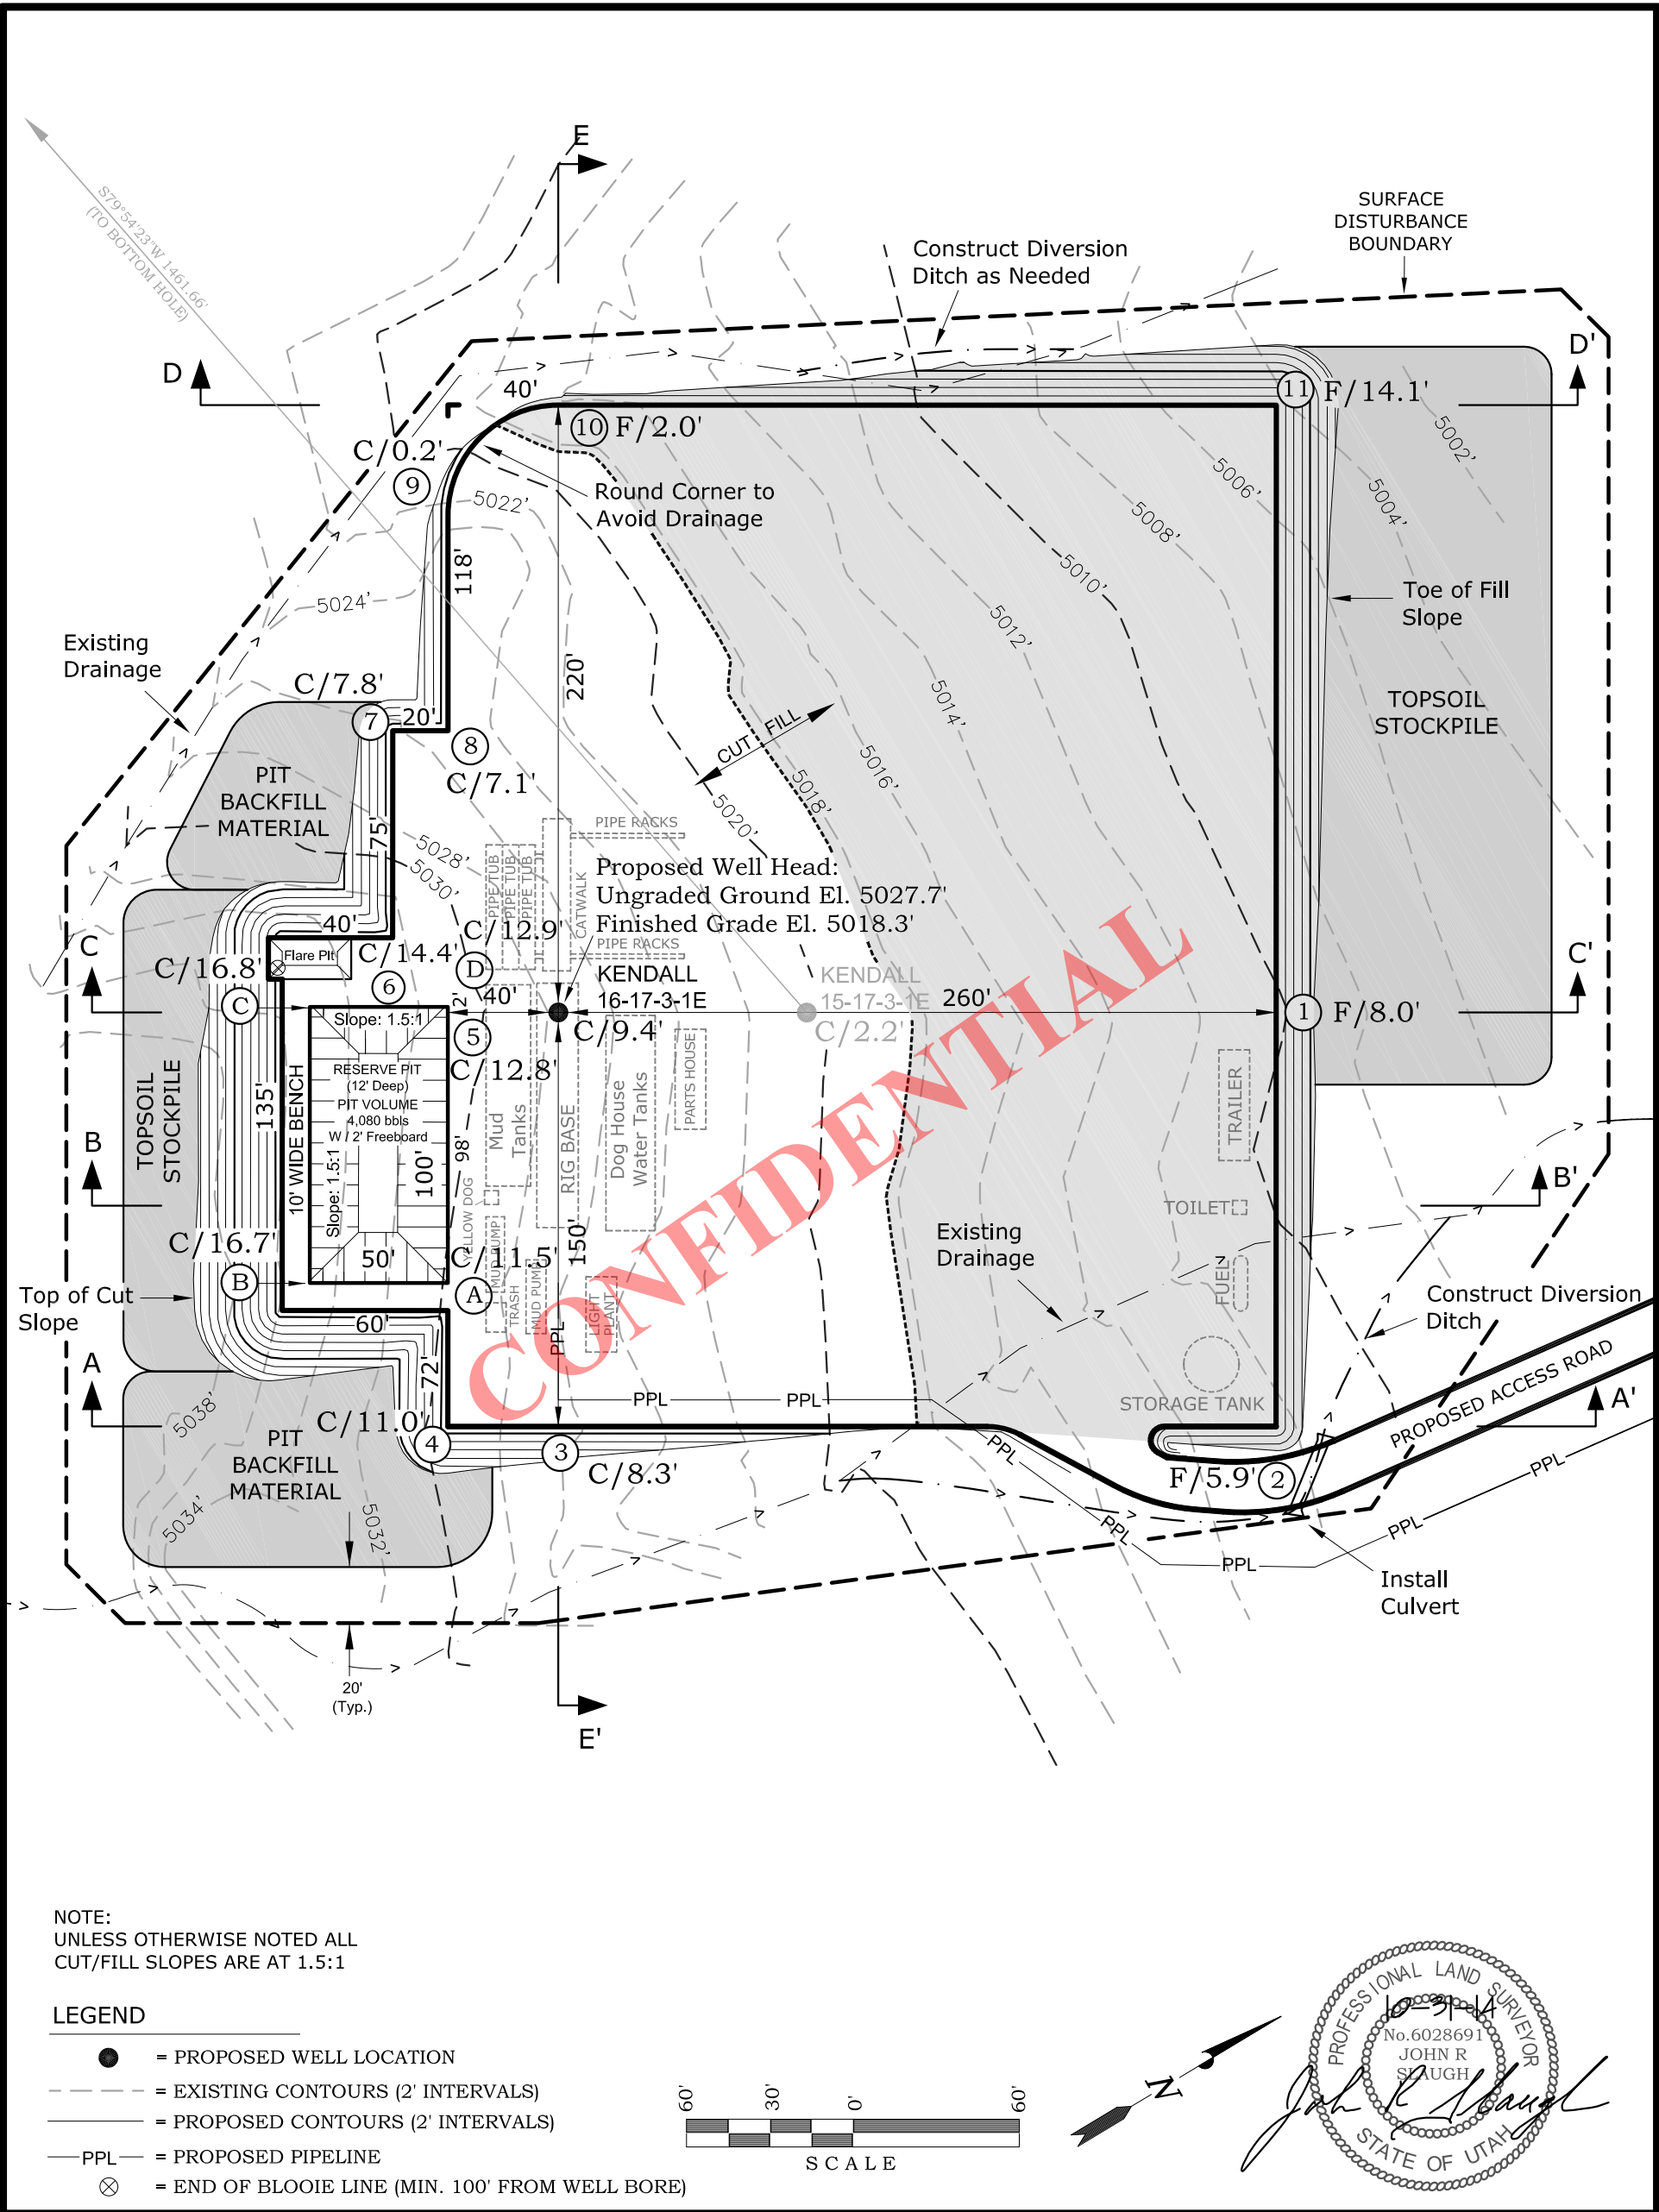 E
S79°54'23"W 1461.66'
(TO BOTTOM HOLE)
SURFACE
DISTURBANCE
BOUNDARY
Construct Diversion
Ditch as Needed
D
D'
40'
11
F/14.1'
10
F/2.0'
C/0.2'
9
5002'
5004'
5006'
5008'
5010'
5022'
Round Corner to
Avoid Drainage
118'
5024'
5012'
Toe of Fill
Slope
Existing
Drainage
C/7.8'
7
20'
220'
8
C/7.1'
CUT
FILL
5014'
5016'
5018'
5020'
TOPSOIL
STOCKPILE
PIT
BACKFILL
MATERIAL
75'
5028'
5030'
PIPE RACKS
PIPE TUB
PIPE TUB
PIPE TUB
CATWALK
Proposed Well Head:
Ungraded Ground El. 5027.7'
Finished Grade El. 5018.3'
PIPE RACKS
40'
C/12.9'
D
C
C'
C/16.8'
Flare Pit
C/14.4'
6
KENDALL
16-17-3-1E
KENDALL
15-17-3-1E
260'
C
2'
40'
C/9.4'
C/2.2'
1
F/8.0'
Slope: 1.5:1
5
C/12.8'
RESERVE PIT
(12' Deep)
PIT VOLUME
4,080 bbls
W / 2' Freeboard
TOPSOIL
STOCKPILE
135'
10' WIDE BENCH
Slope: 1.5:1
100'
98'
50'
Mud
Tanks
RIG BASE
Dog House
Water Tanks
PARTS HOUSE
TRAILER
B
B'
TOILET
YELLOW DOG
MUD PUMP
TRASH
MUD PUMP
LIGHT
PLANT
150'
PPL
C/16.7'
B
C/11.5'
A
Existing
Drainage
FUEL
Top of Cut
Slope
Construct Diversion
Ditch
60'
72'
A
A'
PPL
PPL
STORAGE TANK
PROPOSED ACCESS ROAD
5038'
C/11.0'
4
3
C/8.3'
PPL
F/5.9'
2
PPL
PIT
BACKFILL
MATERIAL
5034'
5032'
PPL
PPL
PPL
Install
Culvert
20'
(Typ.)
E'
CONFIDENTIAL
NOTE:
UNLESS OTHERWISE NOTED ALL
CUT/FILL SLOPES ARE AT 1.5:1
LEGEND
= PROPOSED WELL LOCATION
= EXISTING CONTOURS (2' INTERVALS)
= PROPOSED CONTOURS (2' INTERVALS)
PPL = PROPOSED PIPELINE
= END OF BLOOIE LINE (MIN. 100' FROM WELL BORE)
60' 30' 0' 60'
SCALE
N
PROFESSIONAL LAND SURVEYOR
10-31-14
No.6028691
JOHN R
SLAUGH
John R Slaugh
STATE OF UTAH